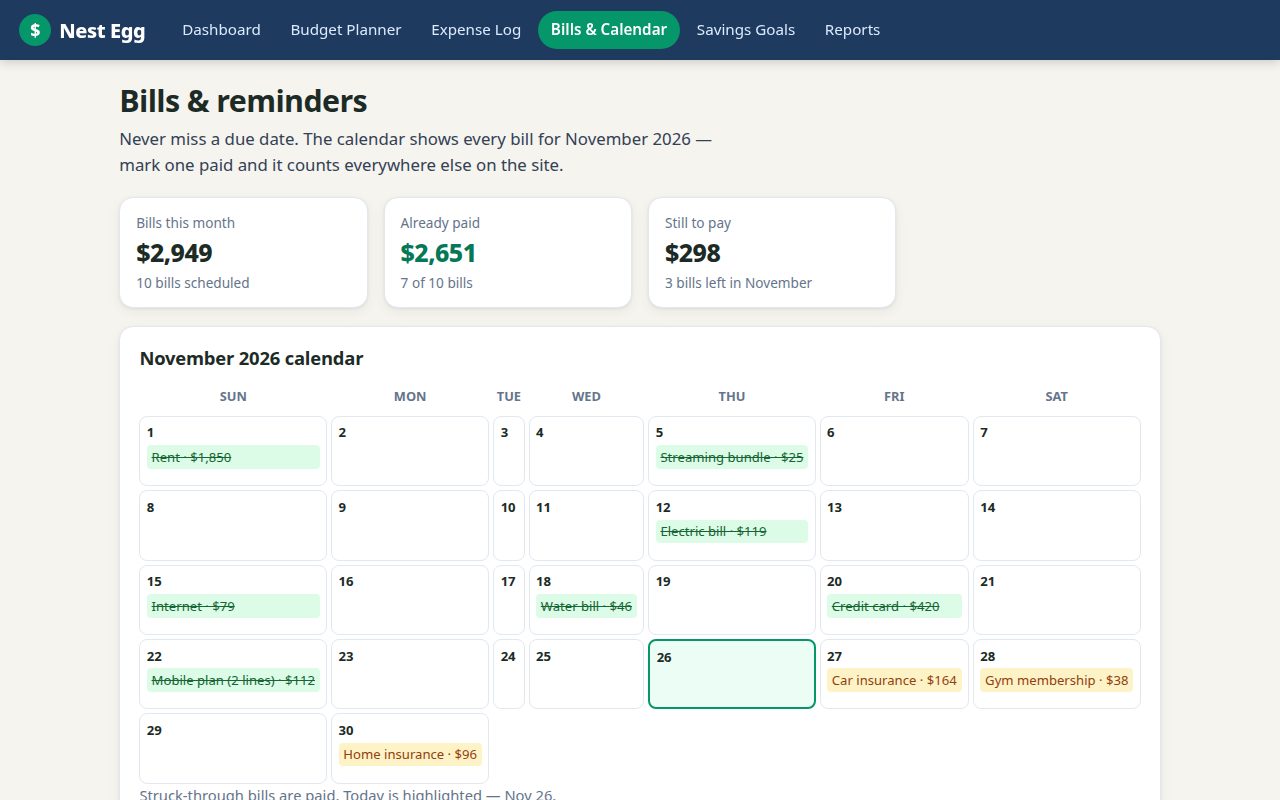 $ Nest Egg Dashboard Budget Planner Expense Log Bills & Calendar Savings Goals Reports
Bills & reminders
Never miss a due date. The calendar shows every bill for November 2026 —
mark one paid and it counts everywhere else on the site.
Bills this month
$2,949
10 bills scheduled
Already paid
$2,651
7 of 10 bills
Still to pay
$298
3 bills left in November
November 2026 calendar
SUN MON TUE WED THU FRI SAT
1 2 3 4 5 6 7
Rent · $1,850 Streaming bundle · $25
8 9 10 11 12 13 14
Electric bill · $119
15 16 17 18 19 20 21
Internet · $79 Water bill · $46 Credit card · $420
22 23 24 25 26 27 28
Mobile plan (2 lines) · $112 Car insurance · $164 Gym membership · $38
29 30
Home insurance · $96
Struck-through bills are paid. Today is highlighted — Nov 26.